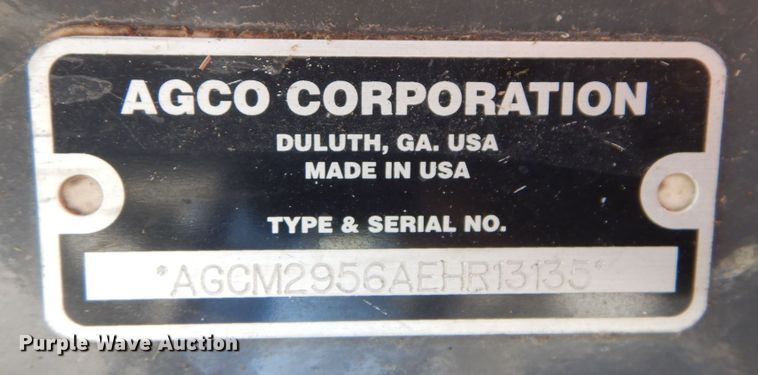 AGCO CORPORATION
DULUTH, GA. USA
MADE IN USA
TYPE & SERIAL NO.
*AGCM2956AEHR13135*
Purple Wave Auction